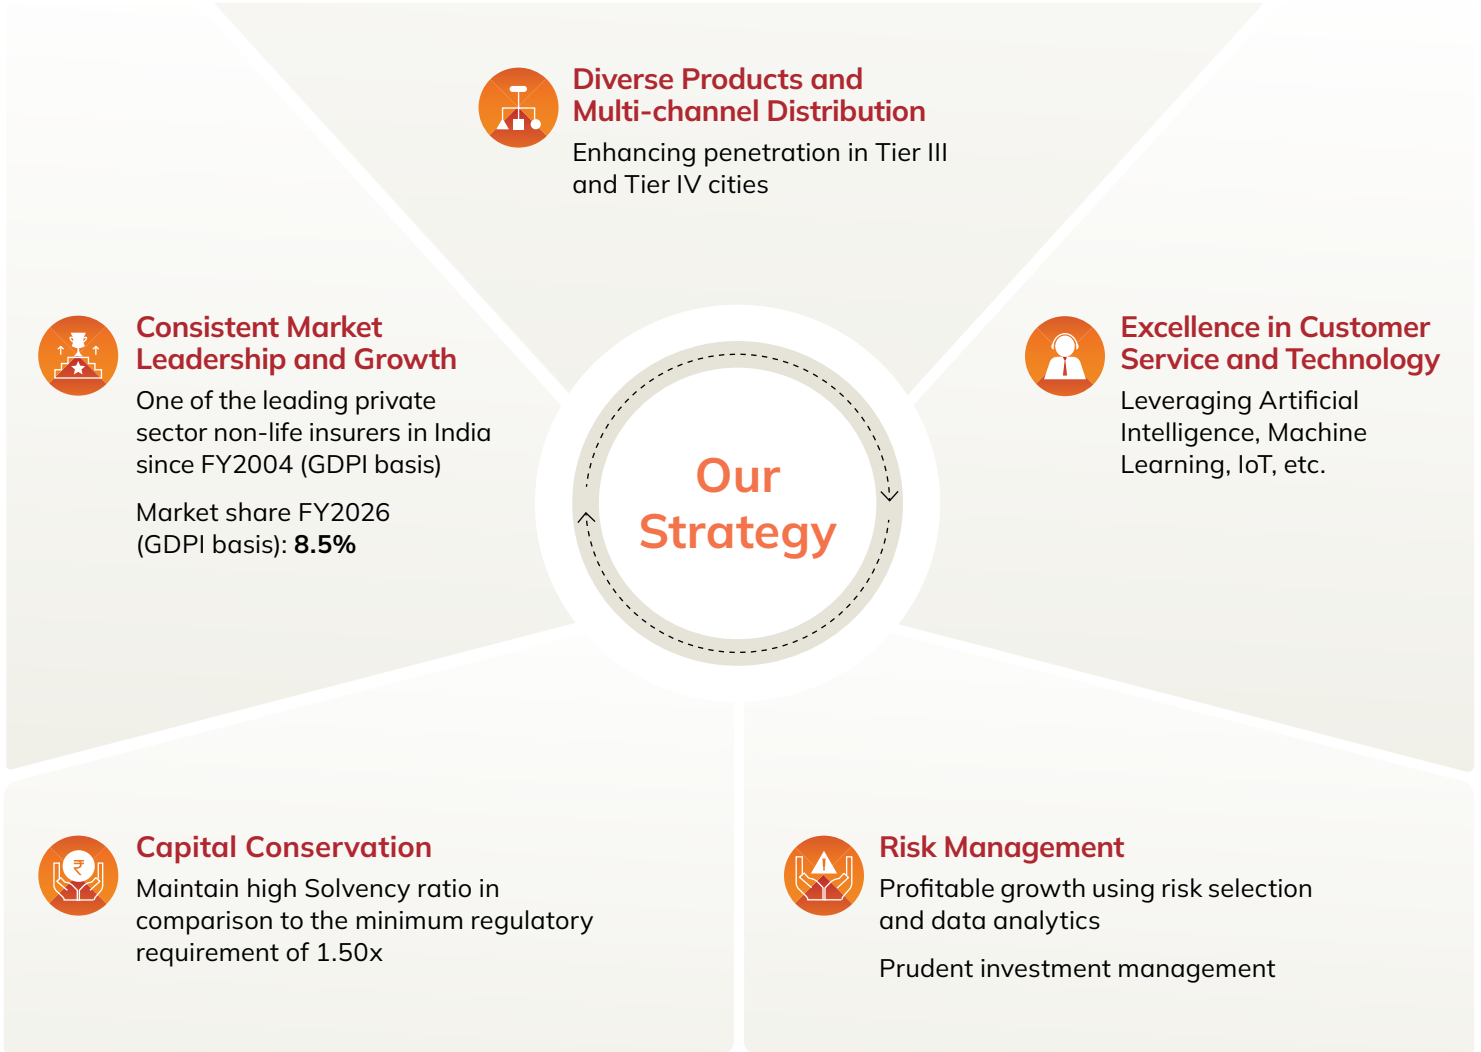 Diverse Products and
Multi-channel Distribution
Enhancing penetration in Tier III
and Tier IV cities
Consistent Market
Leadership and Growth
One of the leading private
sector non-life insurers in India
since FY2004 (GDPI basis)
Market share FY2026
(GDPI basis): 8.5%
Our
Strategy
Excellence in Customer
Service and Technology
Leveraging Artificial
Intelligence, Machine
Learning, IoT, etc.
Capital Conservation
Maintain high Solvency ratio in
comparison to the minimum regulatory
requirement of 1.50x
Risk Management
Profitable growth using risk selection
and data analytics
Prudent investment management